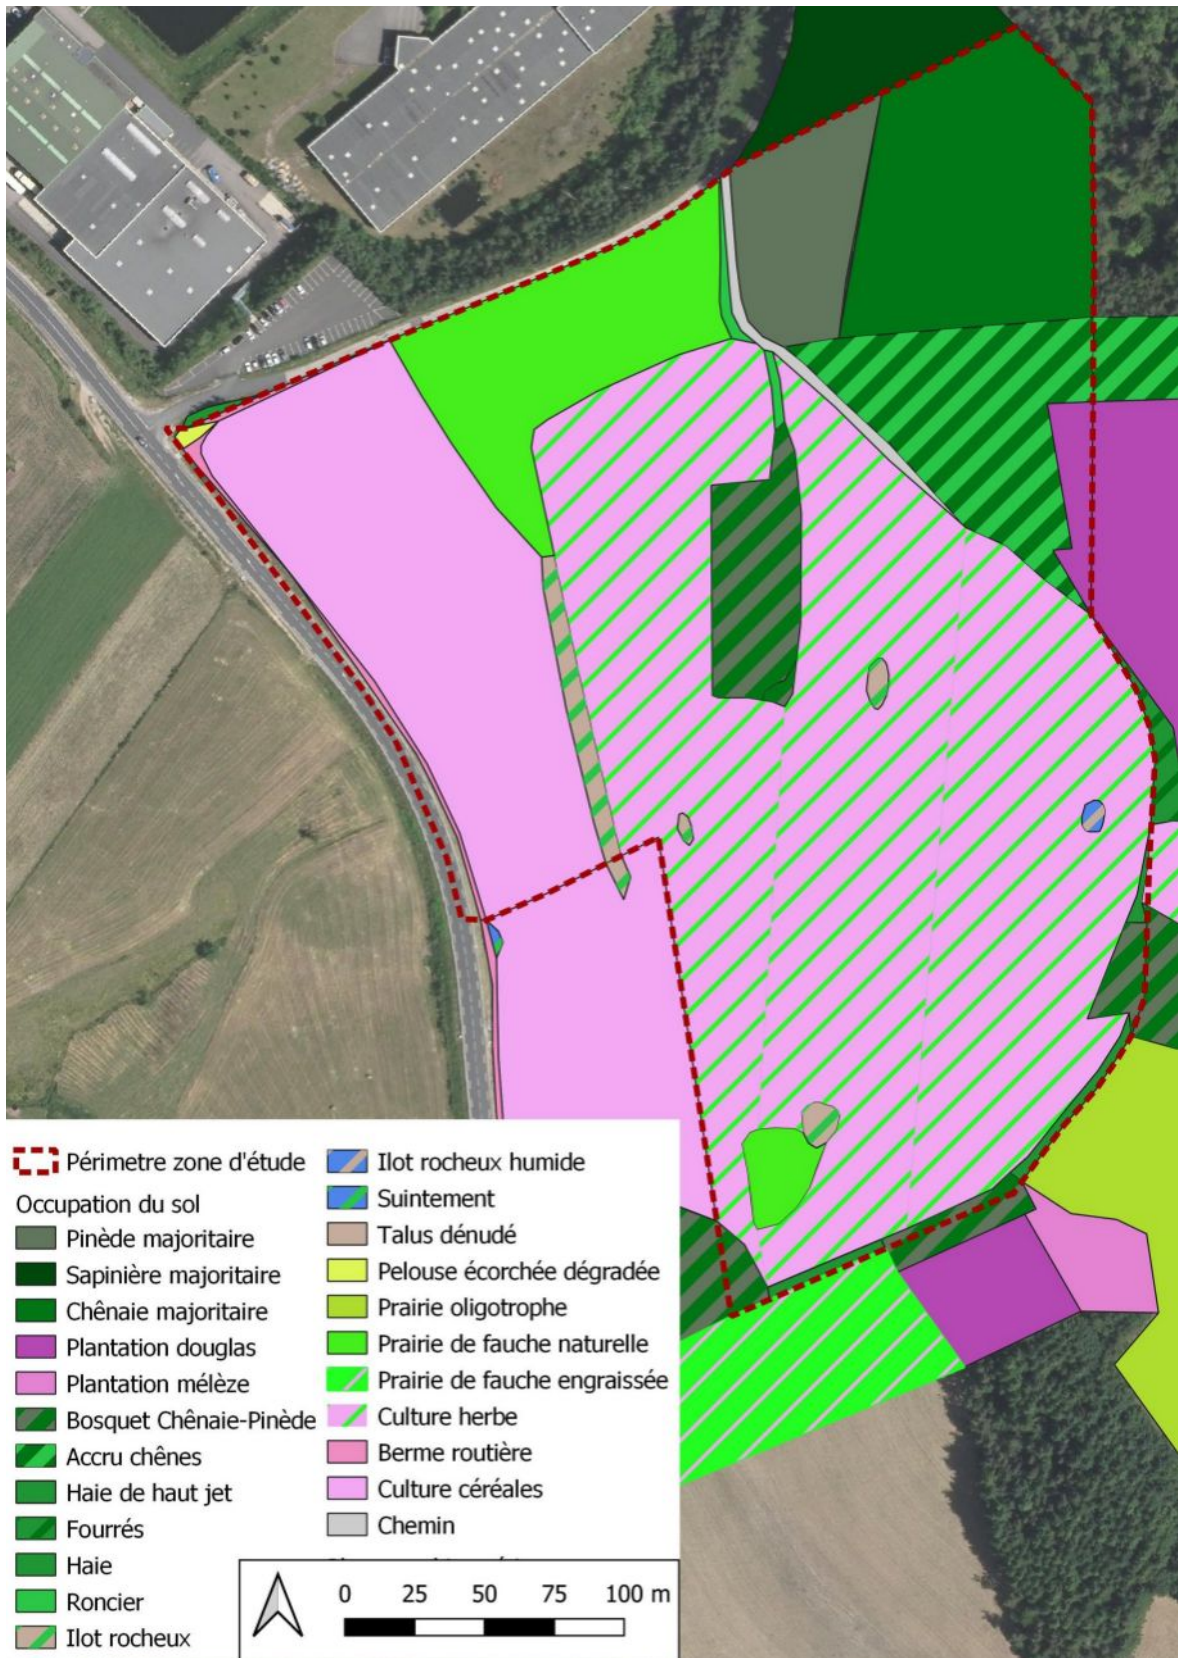 Périmetre zone d'étude
Occupation du sol
Pinède majoritaire
Sapinière majoritaire
Chênaie majoritaire
Plantation douglas
Plantation mélèze
Bosquet Chênaie-Pinède
Accru chênes
Haie de haut jet
Fourrés
Haie
Roncier
Ilot rocheux
Ilot rocheux humide
Suintement
Talus dénudé
Pelouse écorchée dégradée
Prairie oligotrophe
Prairie de fauche naturelle
Prairie de fauche engraissée
Culture herbe
Berme routière
Culture céréales
Chemin
0 25 50 75 100 m